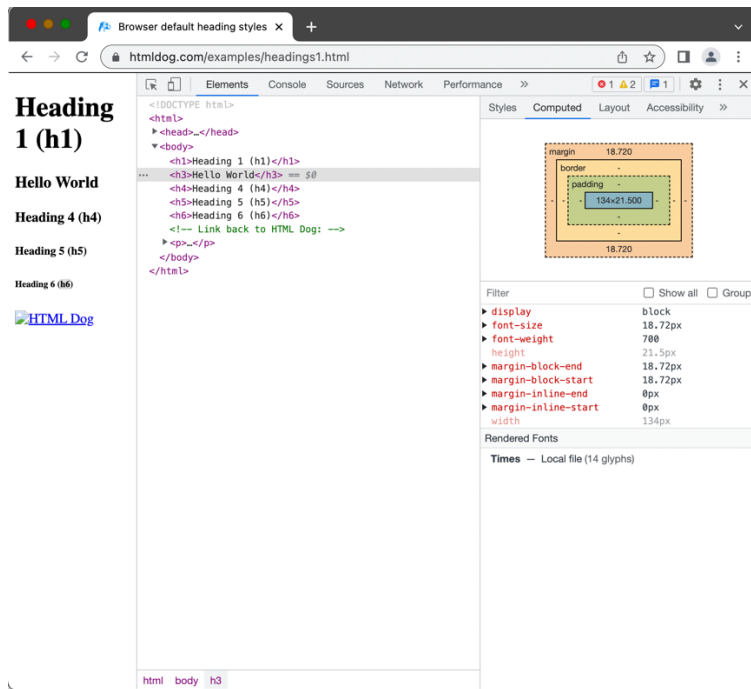 Browser default heading styles
htmldog.com/examples/headings1.html
Heading
1 (h1)
Hello World
Heading 4 (h4)
Heading 5 (h5)
Heading 6 (h6)
HTML Dog
Elements Console Sources Network Performance » 1 2 1
<!DOCTYPE html>
<html>
<head>…</head>
<body>
<h1>Heading 1 (h1)</h1>
··· <h3>Hello World</h3> == $0
<h4>Heading 4 (h4)</h4>
<h5>Heading 5 (h5)</h5>
<h6>Heading 6 (h6)</h6>
<!-- Link back to HTML Dog: -->
<p>…</p>
</body>
</html>
html body h3
Styles Computed Layout Accessibility »
margin 18.720
border -
padding -
- - - 134×21.500 - - -
-
-
18.720
Filter Show all Group
display block
font-size 18.72px
font-weight 700
height 21.5px
margin-block-end 18.72px
margin-block-start 18.72px
margin-inline-end 0px
margin-inline-start 0px
width 134px
Rendered Fonts
Times — Local file (14 glyphs)